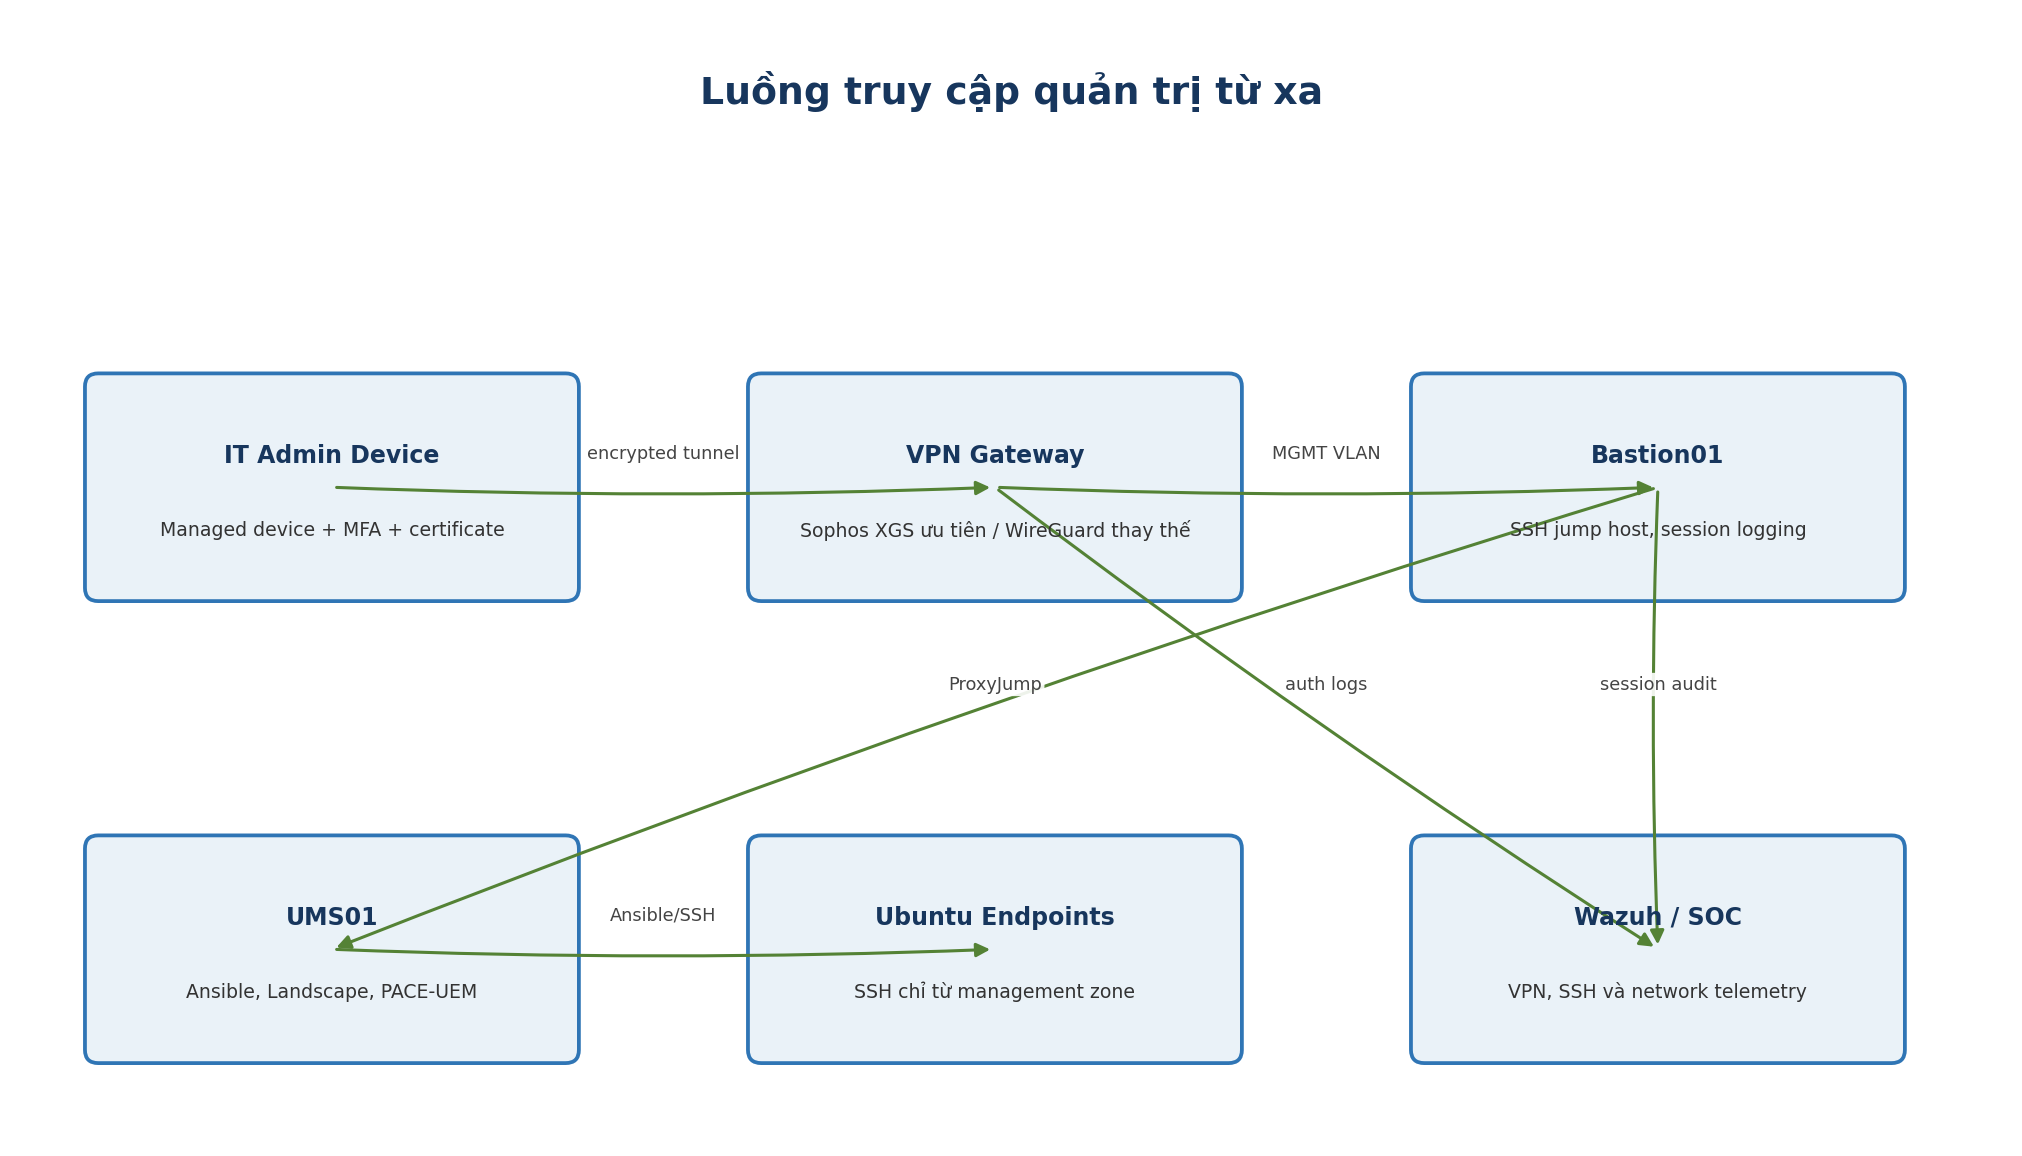 Luồng truy cập quản trị từ xa
IT Admin Device
Managed device + MFA + certificate
encrypted tunnel
VPN Gateway
Sophos XGS ưu tiên / WireGuard thay thế
MGMT VLAN
Bastion01
SSH jump host, session logging
ProxyJump
auth logs
session audit
UMS01
Ansible, Landscape, PACE-UEM
Ansible/SSH
Ubuntu Endpoints
SSH chỉ từ management zone
Wazuh / SOC
VPN, SSH và network telemetry